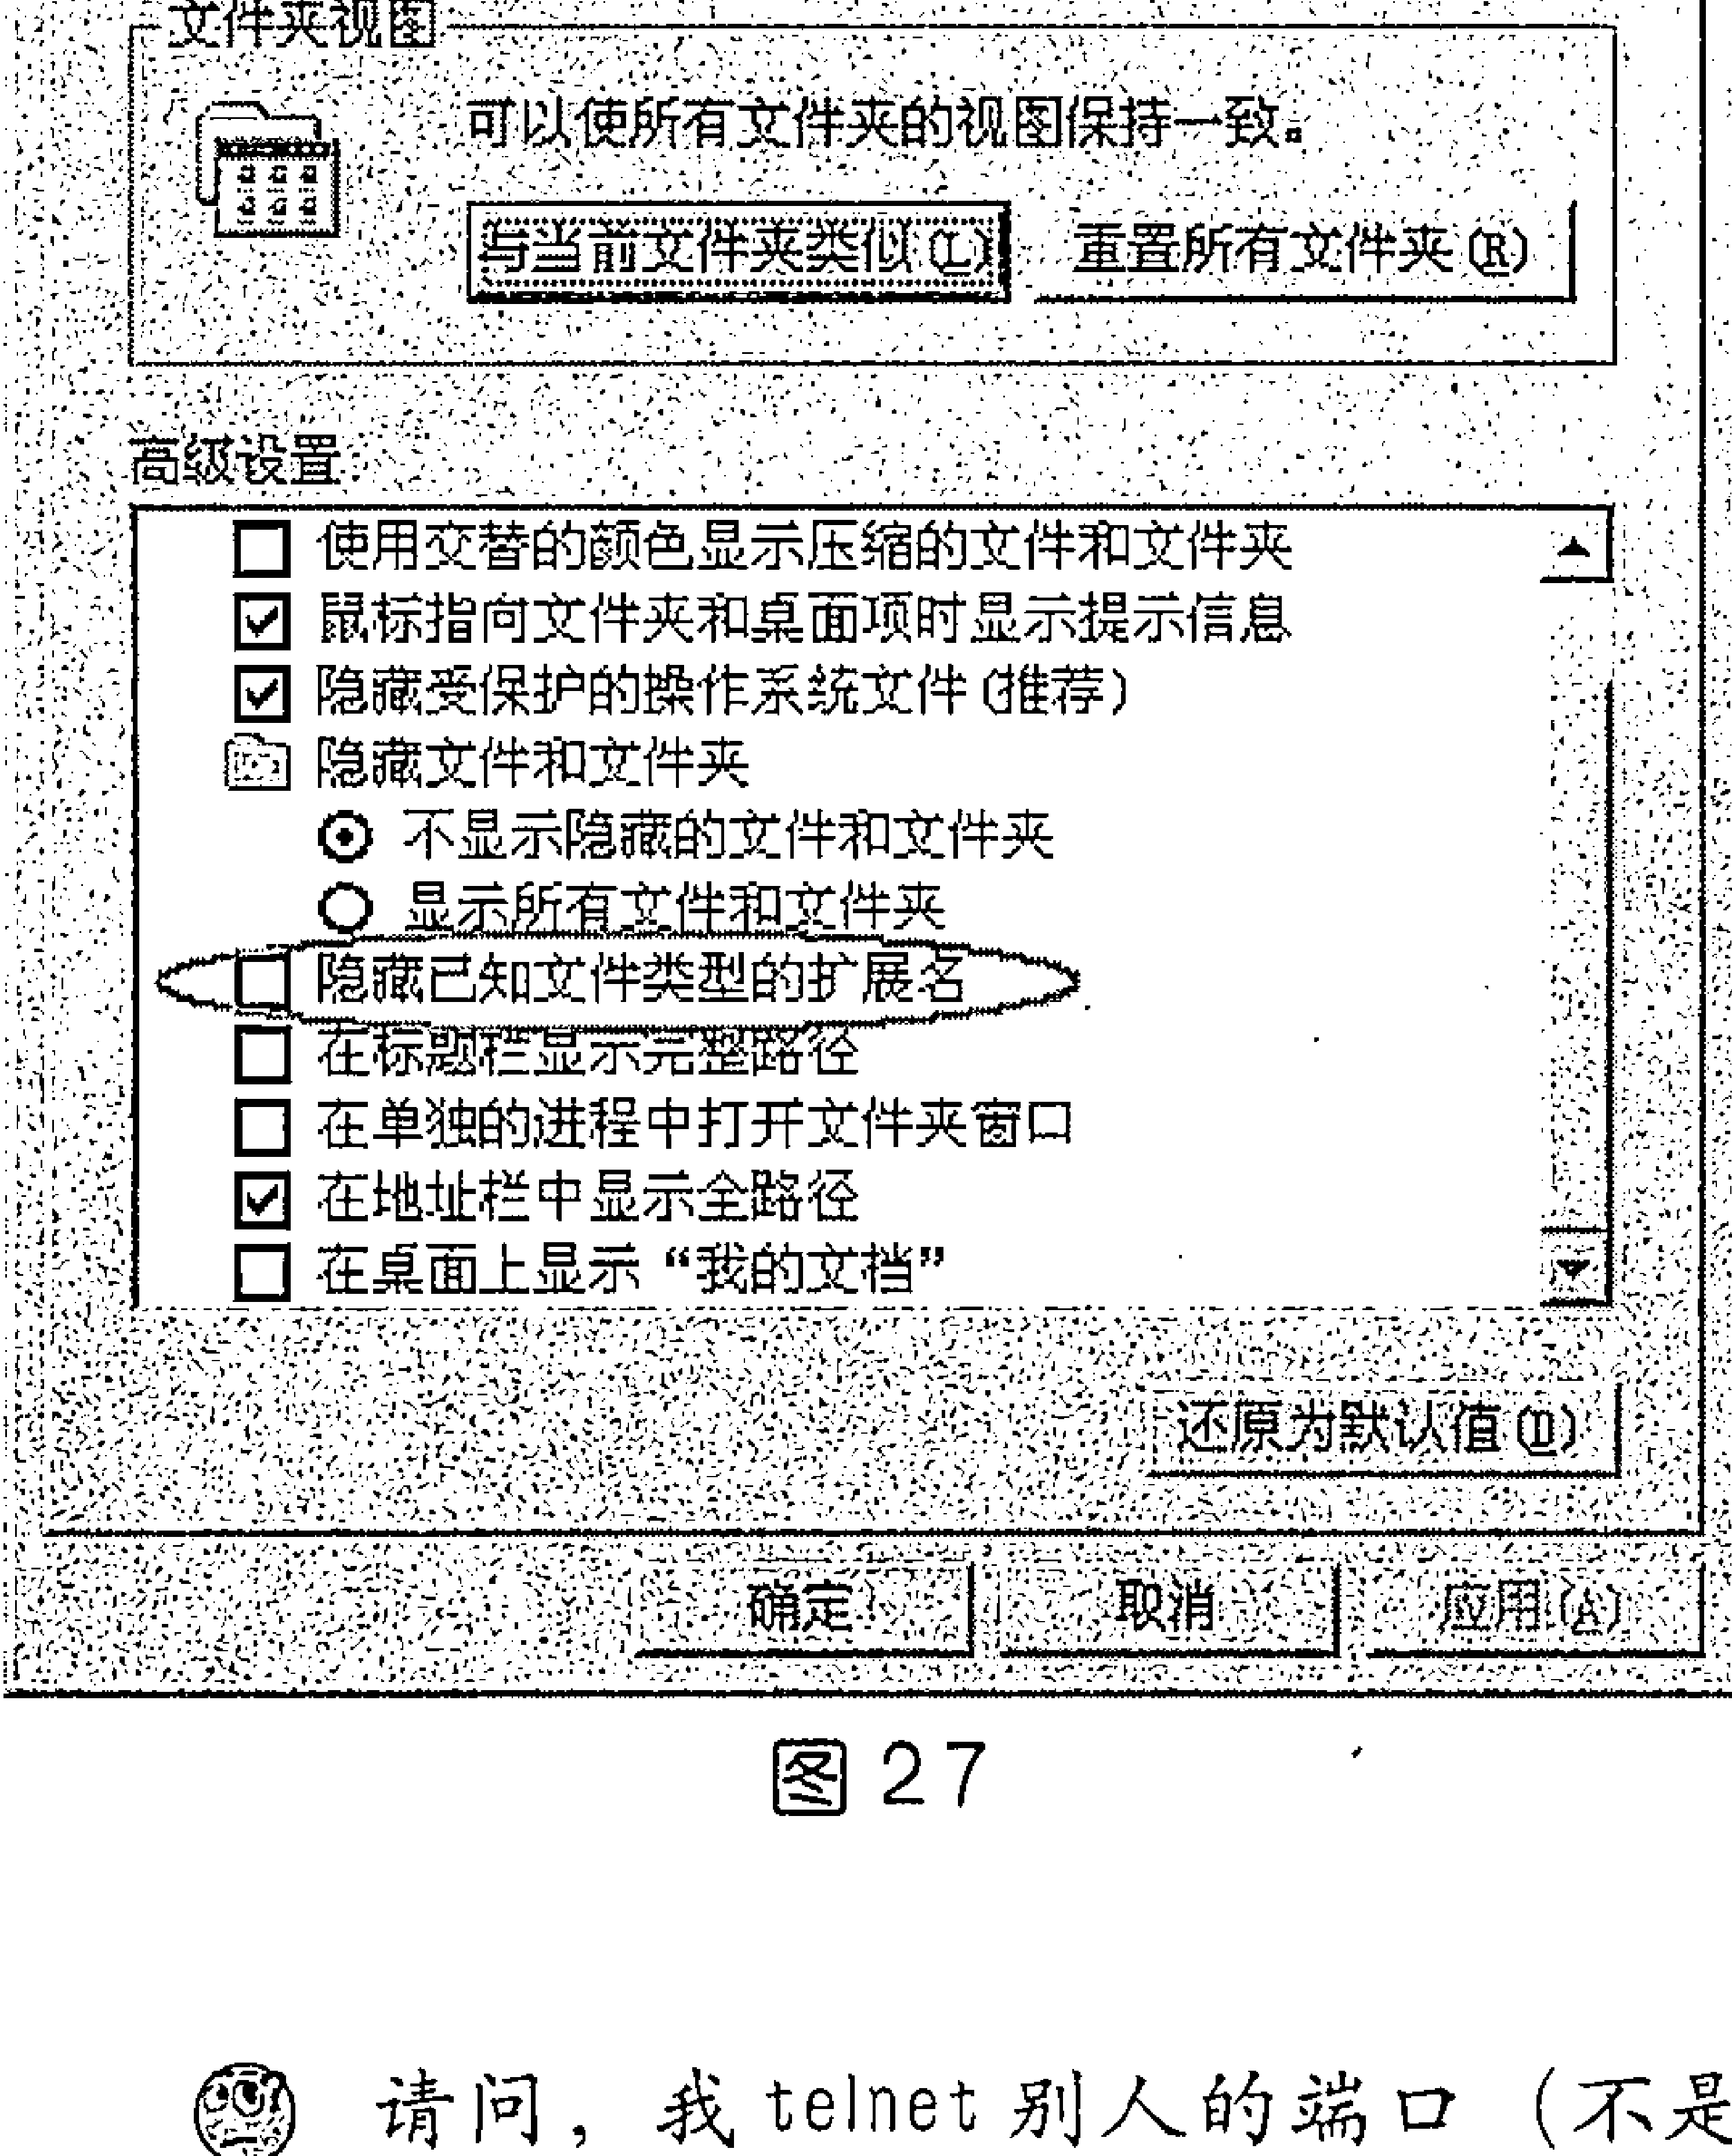 文件夹视图
可以使所有文件夹的视图保持一致。
与当前文件夹类似(L) 重置所有文件夹(R)
高级设置:
使用交替的颜色显示压缩的文件和文件夹
鼠标指向文件夹和桌面项时显示提示信息
隐藏受保护的操作系统文件(推荐)
隐藏文件和文件夹
不显示隐藏的文件和文件夹
显示所有文件和文件夹
隐藏已知文件类型的扩展名
在标题栏显示完整路径
在单独的进程中打开文件夹窗口
在地址栏中显示全路径
在桌面上显示“我的文档”
还原为默认值(D)
确定 取消 应用(A)
图27
请问，我 telnet 别人的端口（不是